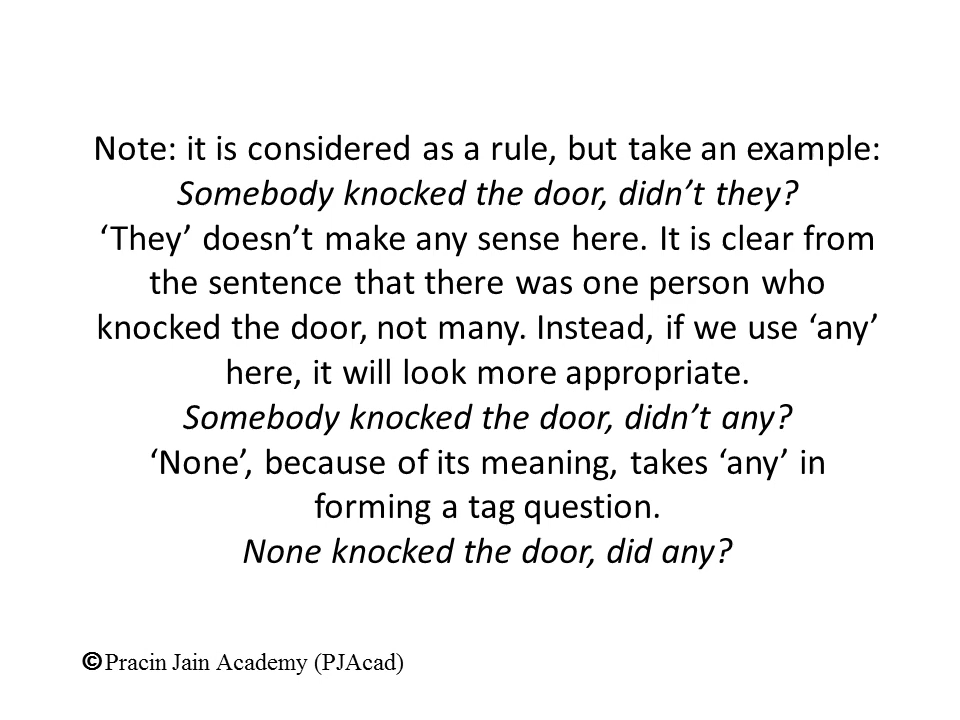 Note: it is considered as a rule, but take an example:
Somebody knocked the door, didn’t they?
‘They’ doesn’t make any sense here. It is clear from
the sentence that there was one person who
knocked the door, not many. Instead, if we use ‘any’
here, it will look more appropriate.
Somebody knocked the door, didn’t any?
‘None’, because of its meaning, takes ‘any’ in
forming a tag question.
None knocked the door, did any?
©Pracin Jain Academy (PJAcad)